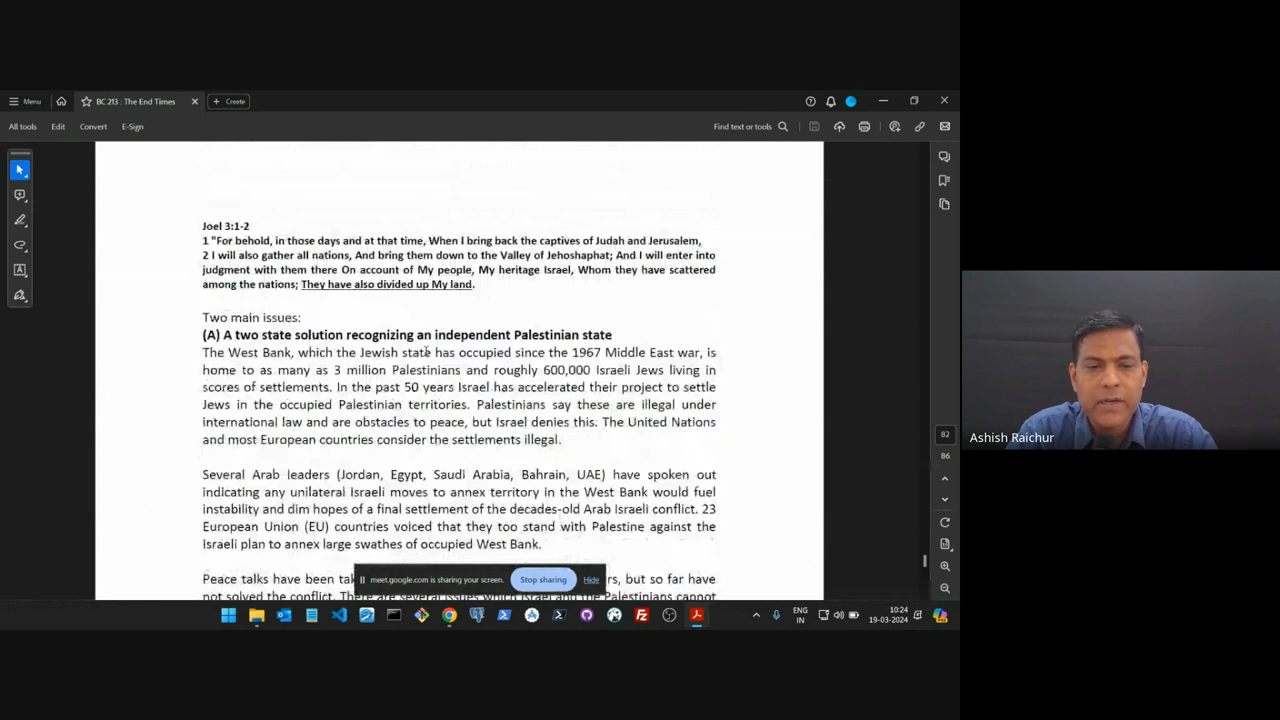 Menu
BC 213 : The End Times
Create
All tools
Edit
Convert
E-Sign
Find text or tools
Joel 3:1-2
1 "For behold, in those days and at that time, When I bring back the captives of Judah and Jerusalem,
2 I will also gather all nations, And bring them down to the Valley of Jehoshaphat; And I will enter into
judgment with them there On account of My people, My heritage Israel, Whom they have scattered
among the nations; They have also divided up My land.
Two main issues:
(A) A two state solution recognizing an independent Palestinian state
The West Bank, which the Jewish state has occupied since the 1967 Middle East war, is
home to as many as 3 million Palestinians and roughly 600,000 Israeli Jews living in
scores of settlements. In the past 50 years Israel has accelerated their project to settle
Jews in the occupied Palestinian territories. Palestinians say these are illegal under
international law and are obstacles to peace, but Israel denies this. The United Nations
and most European countries consider the settlements illegal.
Several Arab leaders (Jordan, Egypt, Saudi Arabia, Bahrain, UAE) have spoken out
indicating any unilateral Israeli moves to annex territory in the West Bank would fuel
instability and dim hopes of a final settlement of the decades-old Arab Israeli conflict. 23
European Union (EU) countries voiced that they too stand with Palestine against the
Israeli plan to annex large swathes of occupied West Bank.
Peace talks have been
rs, but so far have
not solved the conflict. There are several issues which Israel and the Palestinians cannot
meet.google.com is sharing your screen.
Stop sharing
Hide
82
86
ENG
IN
10:24
19-03-2024
Ashish Raichur